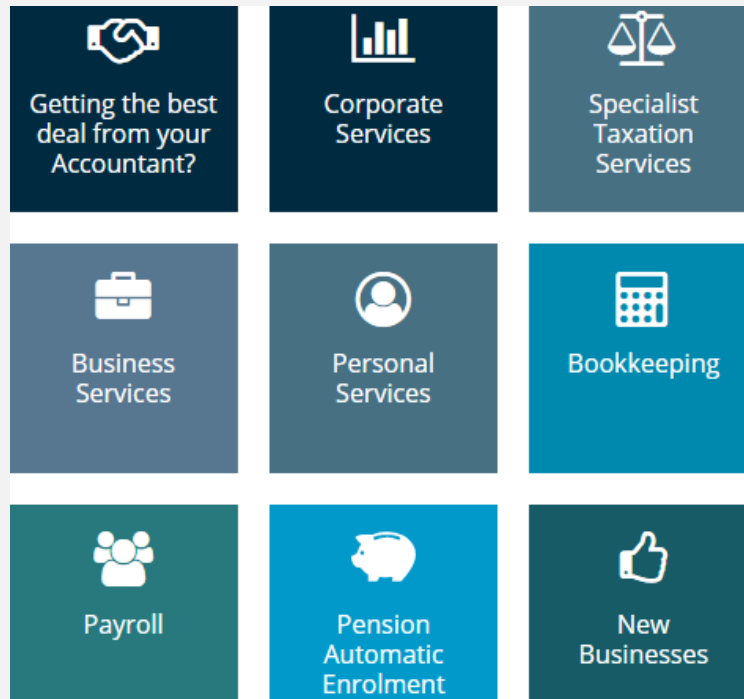 Getting the best
deal from your
Accountant?
Corporate
Services
Specialist
Taxation
Services
Business
Services
Personal
Services
Bookkeeping
Payroll
Pension
Automatic
Enrolment
New
Businesses